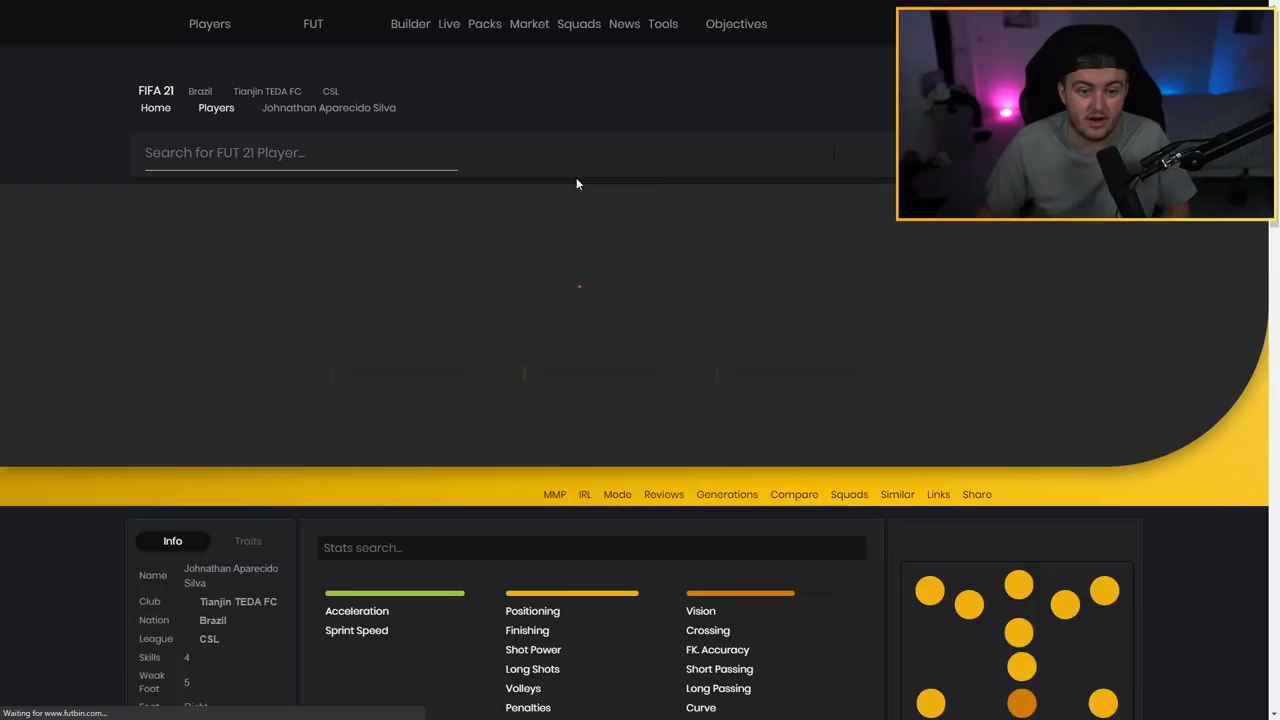 Players FUT Builder Live Packs Market Squads News Tools Objectives
FIFA 21 Brazil Tianjin TEDA FC CSL
Home Players Johnathan Aparecido Silva
Search for FUT 21 Player...
MMP IRL Mode Reviews Generations Compare Squads Similar Links Share
Info Traits
Name Johnathan Aparecido
Silva
Club Tianjin TEDA FC
Nation Brazil
League CSL
Skills 4
Weak
Foot 5
Foot Right
Stats search...
Acceleration
Sprint Speed
Positioning
Finishing
Shot Power
Long Shots
Volleys
Penalties
Vision
Crossing
FK. Accuracy
Short Passing
Long Passing
Curve
Waiting for www.futbin.com...